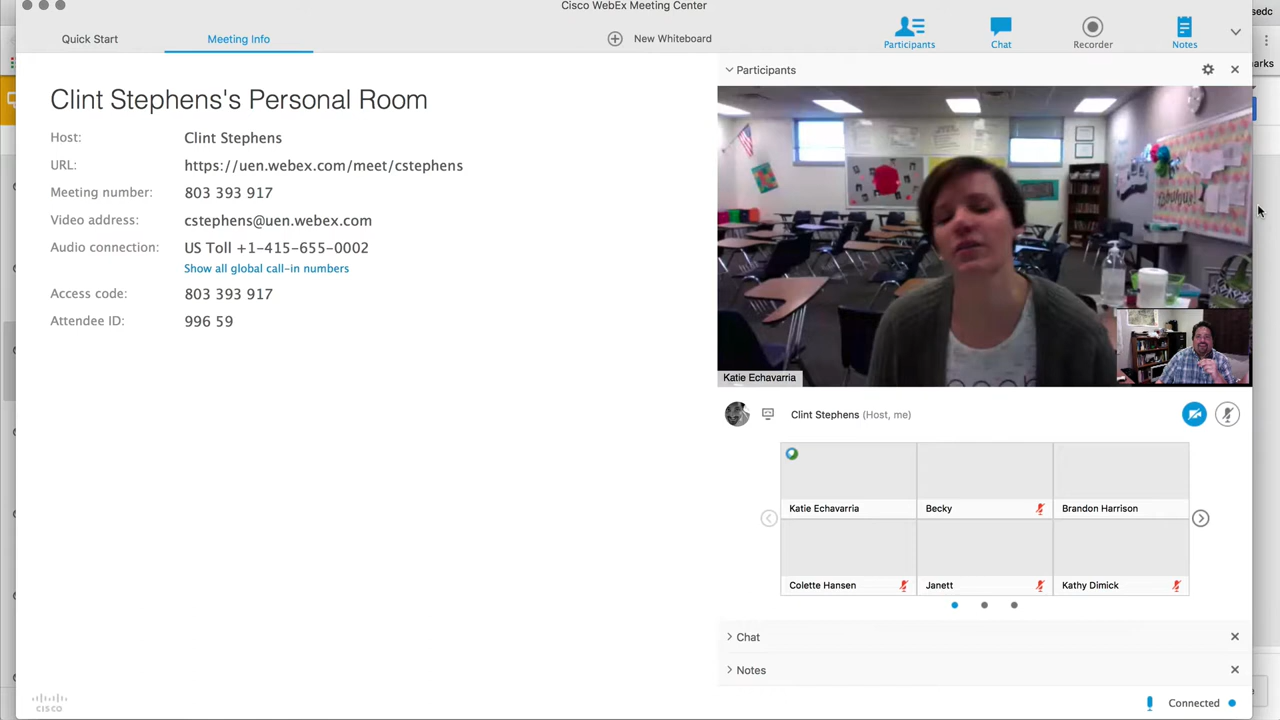 Cisco WebEx Meeting Center
sedc
Quick Start
Meeting Info
New Whiteboard
Participants
Chat
Recorder
Notes
arks
Participants
Clint Stephens's Personal Room
Host: Clint Stephens
URL: https://uen.webex.com/meet/cstephens
Meeting number: 803 393 917
Video address: cstephens@uen.webex.com
Audio connection: US Toll +1-415-655-0002
Show all global call-in numbers
Access code: 803 393 917
Attendee ID: 996 59
Katie Echavarria
Clint Stephens (Host, me)
Katie Echavarria
Becky
Brandon Harrison
Colette Hansen
Janett
Kathy Dimick
Chat
Notes
Connected
CISCO